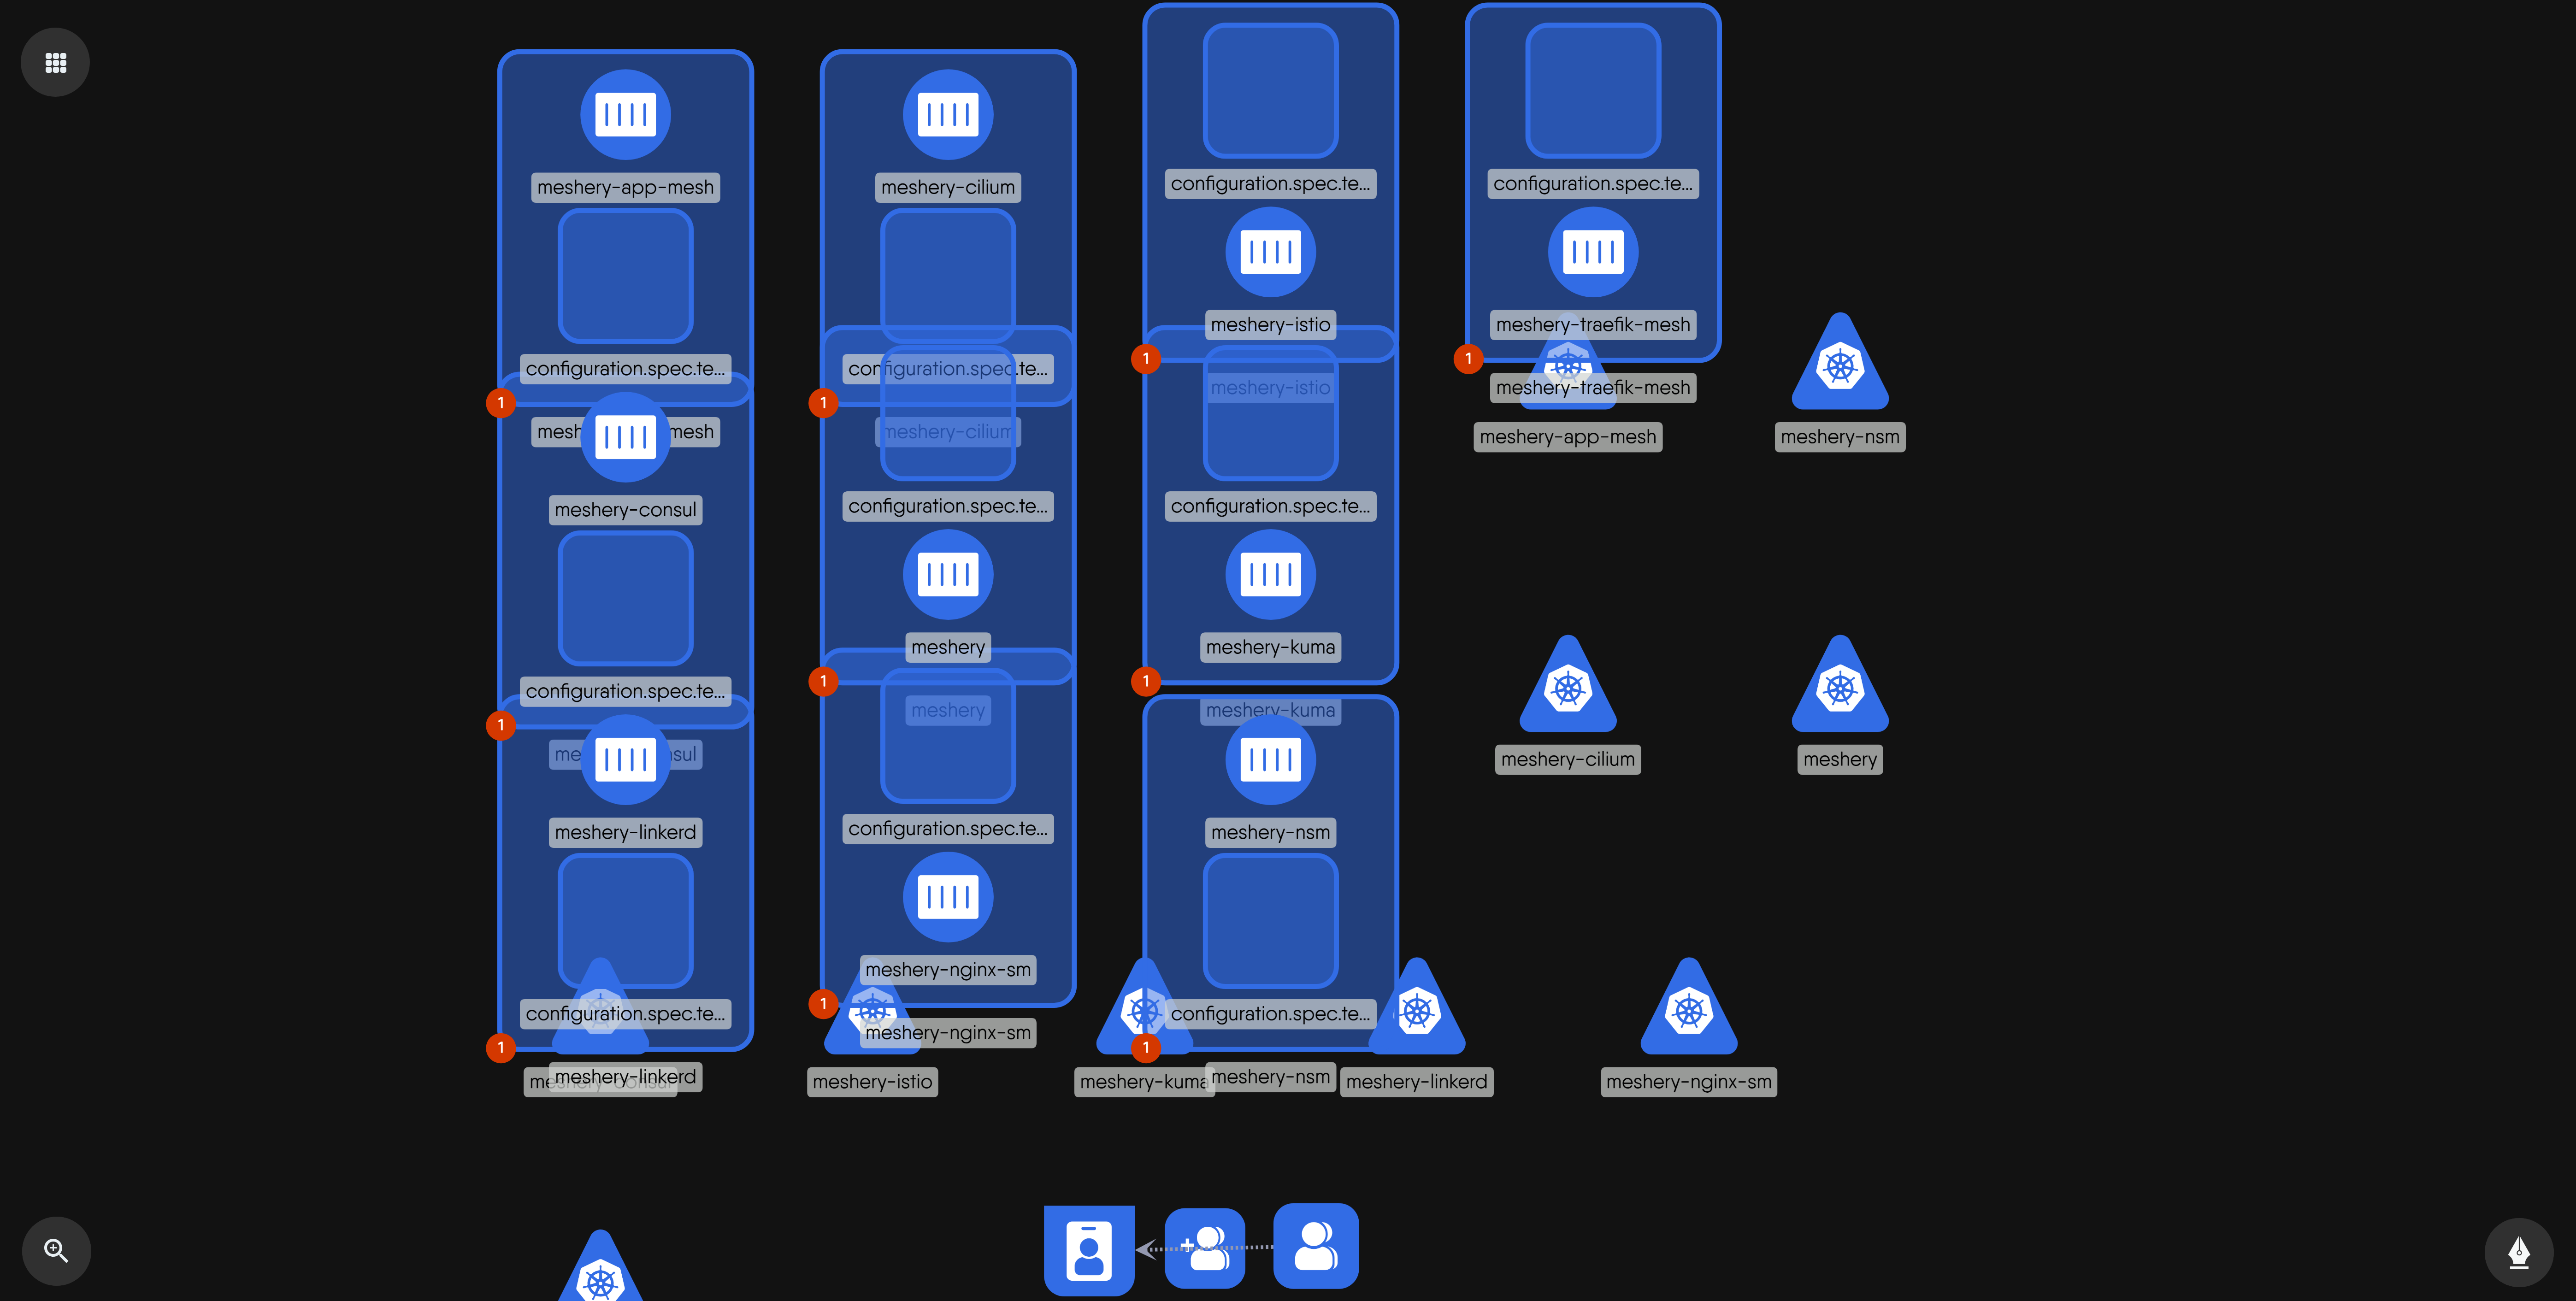 meshery-app-mesh
meshery-cilium
configuration.spec.te...
configuration.spec.te...
meshery-istio
meshery-traefik-mesh
configuration.spec.te...
configuration.spec.te...
meshery-istio
meshery-traefik-mesh
1
1
1
1
mesh mesh
meshery-cilium
meshery-app-mesh
meshery-nsm
meshery-consul
configuration.spec.te...
configuration.spec.te...
meshery
meshery-kuma
configuration.spec.te...
1
1
1
meshery
meshery-kuma
me sul
meshery-cilium
meshery
meshery-linkerd
configuration.spec.te...
meshery-nsm
meshery-nginx-sm
configuration.spec.te...
configuration.spec.te...
1
1
1
meshery-nginx-sm
meshery-consul
meshery-linkerd
meshery-istio
meshery-kuma
meshery-nsm
meshery-linkerd
meshery-nginx-sm